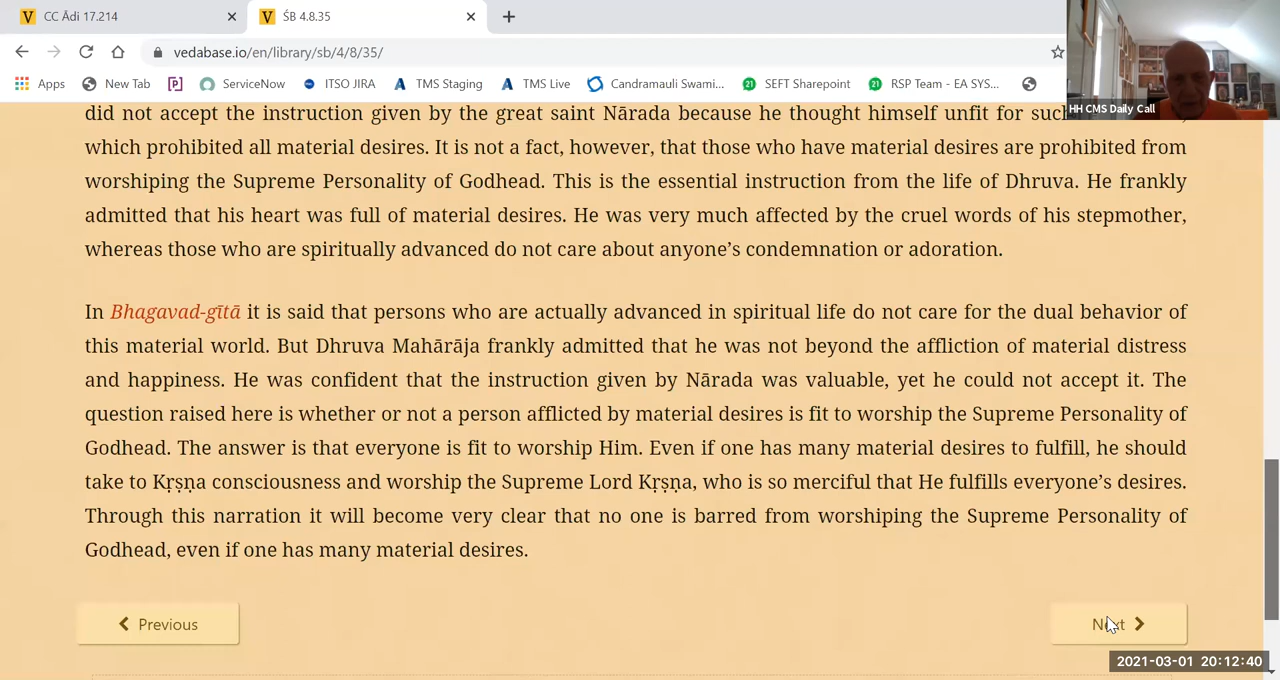 CC Ādi 17.214
ŚB 4.8.35
vedabase.io/en/library/sb/4/8/35/
Apps New Tab ServiceNow ITSO JIRA TMS Staging TMS Live Candramauli Swami... SEFT Sharepoint RSP Team - EA SYS...
HH CMS Daily Call
did not accept the instruction given by the great saint Nārada because he thought himself unfit for such
which prohibited all material desires. It is not a fact, however, that those who have material desires are prohibited from
worshiping the Supreme Personality of Godhead. This is the essential instruction from the life of Dhruva. He frankly
admitted that his heart was full of material desires. He was very much affected by the cruel words of his stepmother,
whereas those who are spiritually advanced do not care about anyone’s condemnation or adoration.
In Bhagavad-gītā it is said that persons who are actually advanced in spiritual life do not care for the dual behavior of
this material world. But Dhruva Mahārāja frankly admitted that he was not beyond the affliction of material distress
and happiness. He was confident that the instruction given by Nārada was valuable, yet he could not accept it. The
question raised here is whether or not a person afflicted by material desires is fit to worship the Supreme Personality of
Godhead. The answer is that everyone is fit to worship Him. Even if one has many material desires to fulfill, he should
take to Kṛṣṇa consciousness and worship the Supreme Lord Kṛṣṇa, who is so merciful that He fulfills everyone’s desires.
Through this narration it will become very clear that no one is barred from worshiping the Supreme Personality of
Godhead, even if one has many material desires.
Previous
Next
2021-03-01 20:12:40